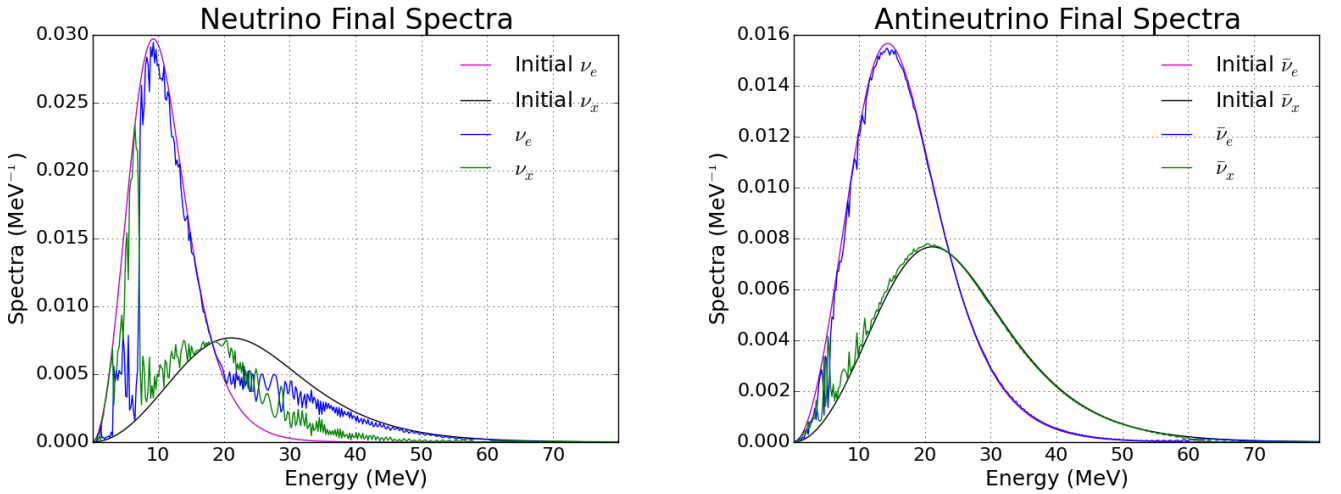 Neutrino Final Spectra
Spectra (MeV⁻¹)
0.030
0.025
0.020
0.015
0.010
0.005
0.000
Initial νₑ
Initial νₓ
νₑ
νₓ
10 20 30 40 50 60 70
Energy (MeV)
Antineutrino Final Spectra
Spectra (MeV⁻¹)
0.016
0.014
0.012
0.010
0.008
0.006
0.004
0.002
0.000
Initial ν̄ₑ
Initial ν̄ₓ
ν̄ₑ
ν̄ₓ
10 20 30 40 50 60 70
Energy (MeV)